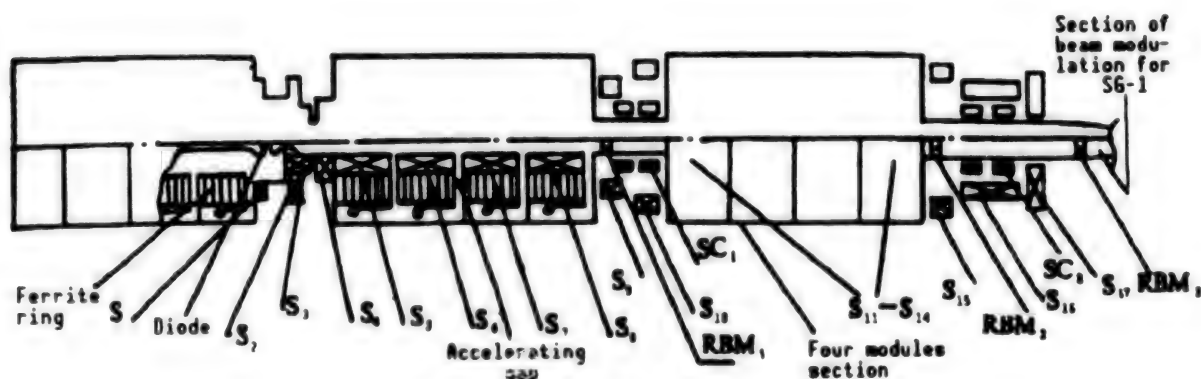 Section of
beam modu-
lation for
SG-1
Ferrite
ring
S
Diode
S₂
S₃
S₄
S₅
S₆
Accelerating
gap
S₇
S₈
S₉
S₁₀
SC₁
RBM₁
S₁₁-S₁₄
Four modules
section
S₁₅
RBM₂
S₁₆
SC₂
S₁₇
RBM₃